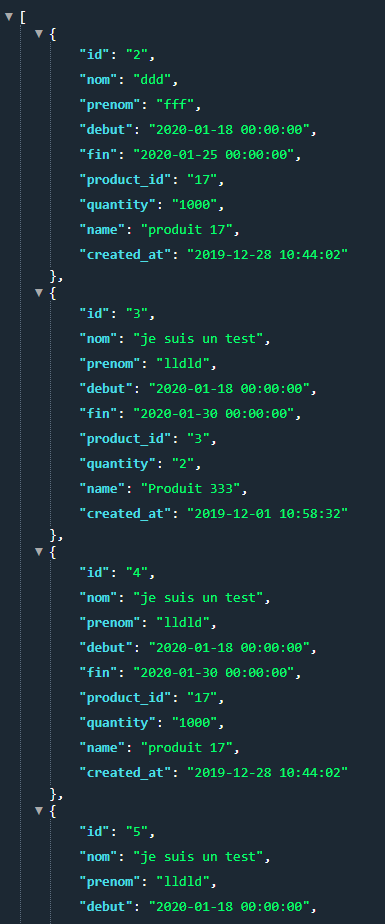 [
{
"id": "2",
"nom": "ddd",
"prenom": "fff",
"debut": "2020-01-18 00:00:00",
"fin": "2020-01-25 00:00:00",
"product_id": "17",
"quantity": "1000",
"name": "produit 17",
"created_at": "2019-12-28 10:44:02"
},
{
"id": "3",
"nom": "je suis un test",
"prenom": "lldld",
"debut": "2020-01-18 00:00:00",
"fin": "2020-01-30 00:00:00",
"product_id": "3",
"quantity": "2",
"name": "Produit 333",
"created_at": "2019-12-01 10:58:32"
},
{
"id": "4",
"nom": "je suis un test",
"prenom": "lldld",
"debut": "2020-01-18 00:00:00",
"fin": "2020-01-30 00:00:00",
"product_id": "17",
"quantity": "1000",
"name": "produit 17",
"created_at": "2019-12-28 10:44:02"
},
{
"id": "5",
"nom": "je suis un test",
"prenom": "lldld",
"debut": "2020-01-18 00:00:00",